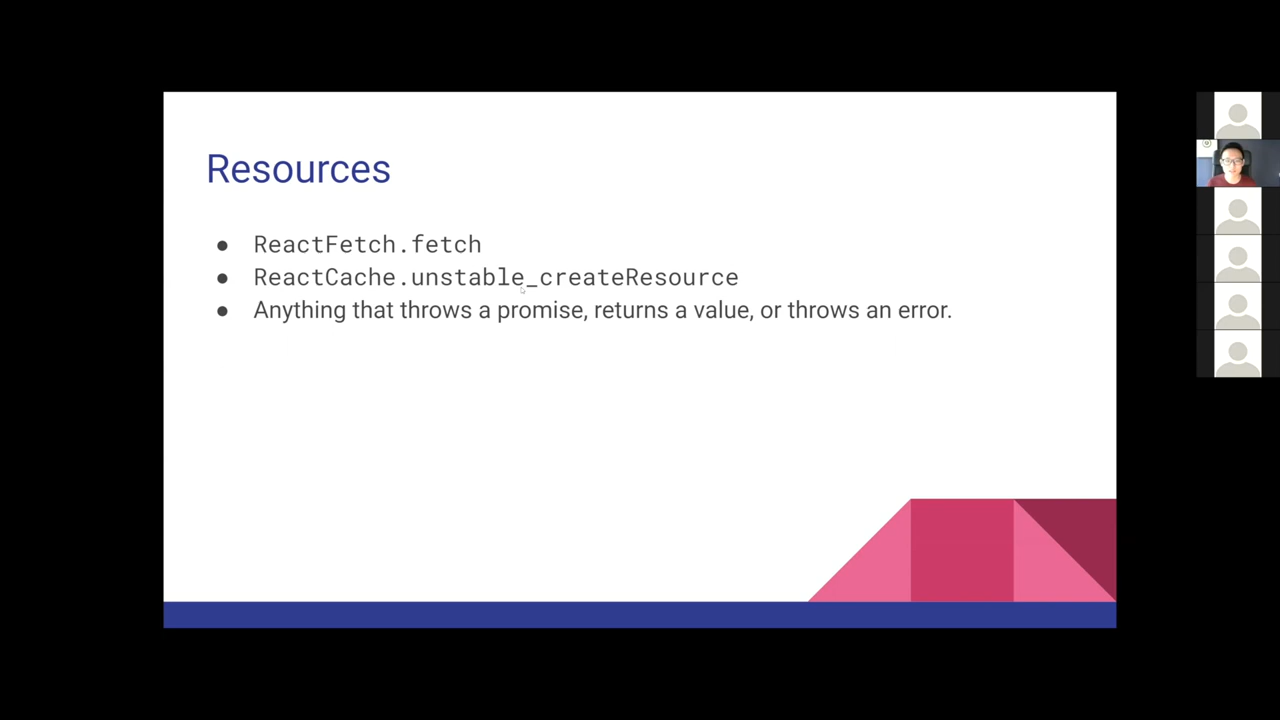 Resources
● ReactFetch.fetch
● ReactCache.unstable_createResource
● Anything that throws a promise, returns a value, or throws an error.